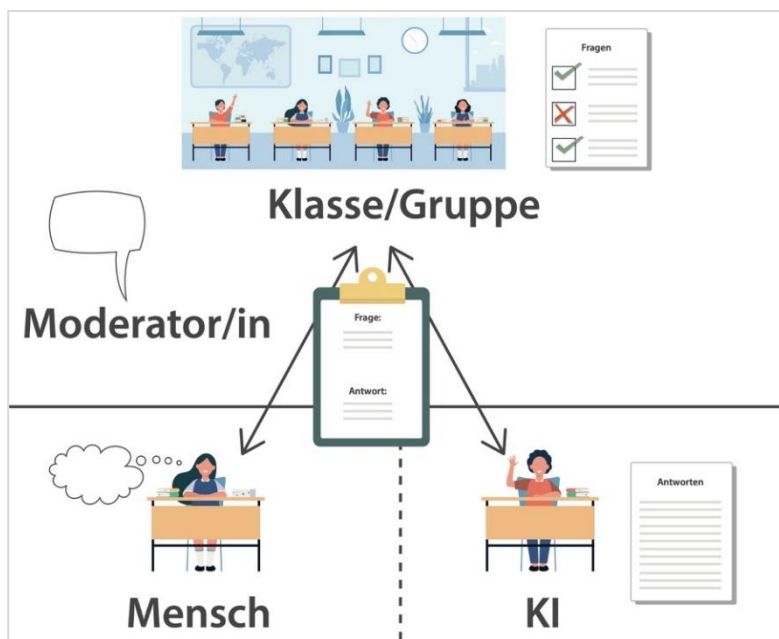 Fragen
Klasse/Gruppe
Moderator/in
Frage:
Antwort:
Antworten
Mensch
KI